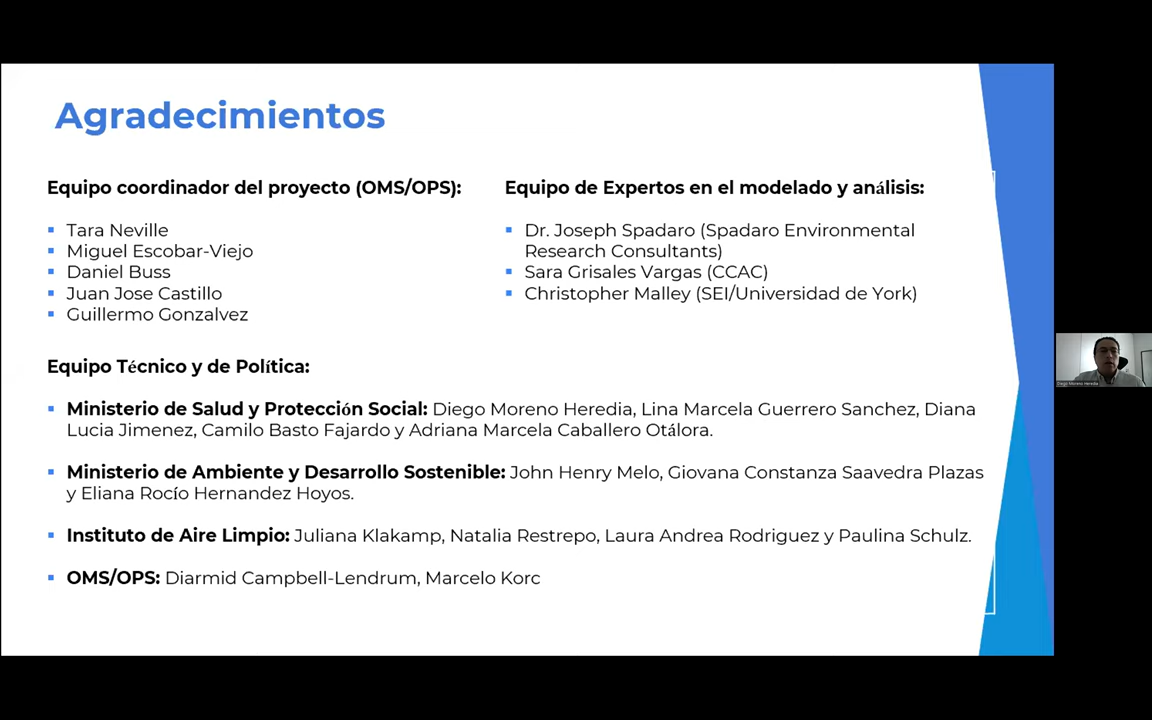 Agradecimientos
Equipo coordinador del proyecto (OMS/OPS):
Tara Neville
Miguel Escobar-Viejo
Daniel Buss
Juan Jose Castillo
Guillermo Gonzalvez
Equipo de Expertos en el modelado y análisis:
Dr. Joseph Spadaro (Spadaro Environmental
Research Consultants)
Sara Grisales Vargas (CCAC)
Christopher Malley (SEI/Universidad de York)
Equipo Técnico y de Política:
Ministerio de Salud y Protección Social: Diego Moreno Heredia, Lina Marcela Guerrero Sanchez, Diana
Lucia Jimenez, Camilo Basto Fajardo y Adriana Marcela Caballero Otálora.
Ministerio de Ambiente y Desarrollo Sostenible: John Henry Melo, Giovana Constanza Saavedra Plazas
y Eliana Rocío Hernandez Hoyos.
Instituto de Aire Limpio: Juliana Klakamp, Natalia Restrepo, Laura Andrea Rodriguez y Paulina Schulz.
OMS/OPS: Diarmid Campbell-Lendrum, Marcelo Korc
Diego Moreno Heredia